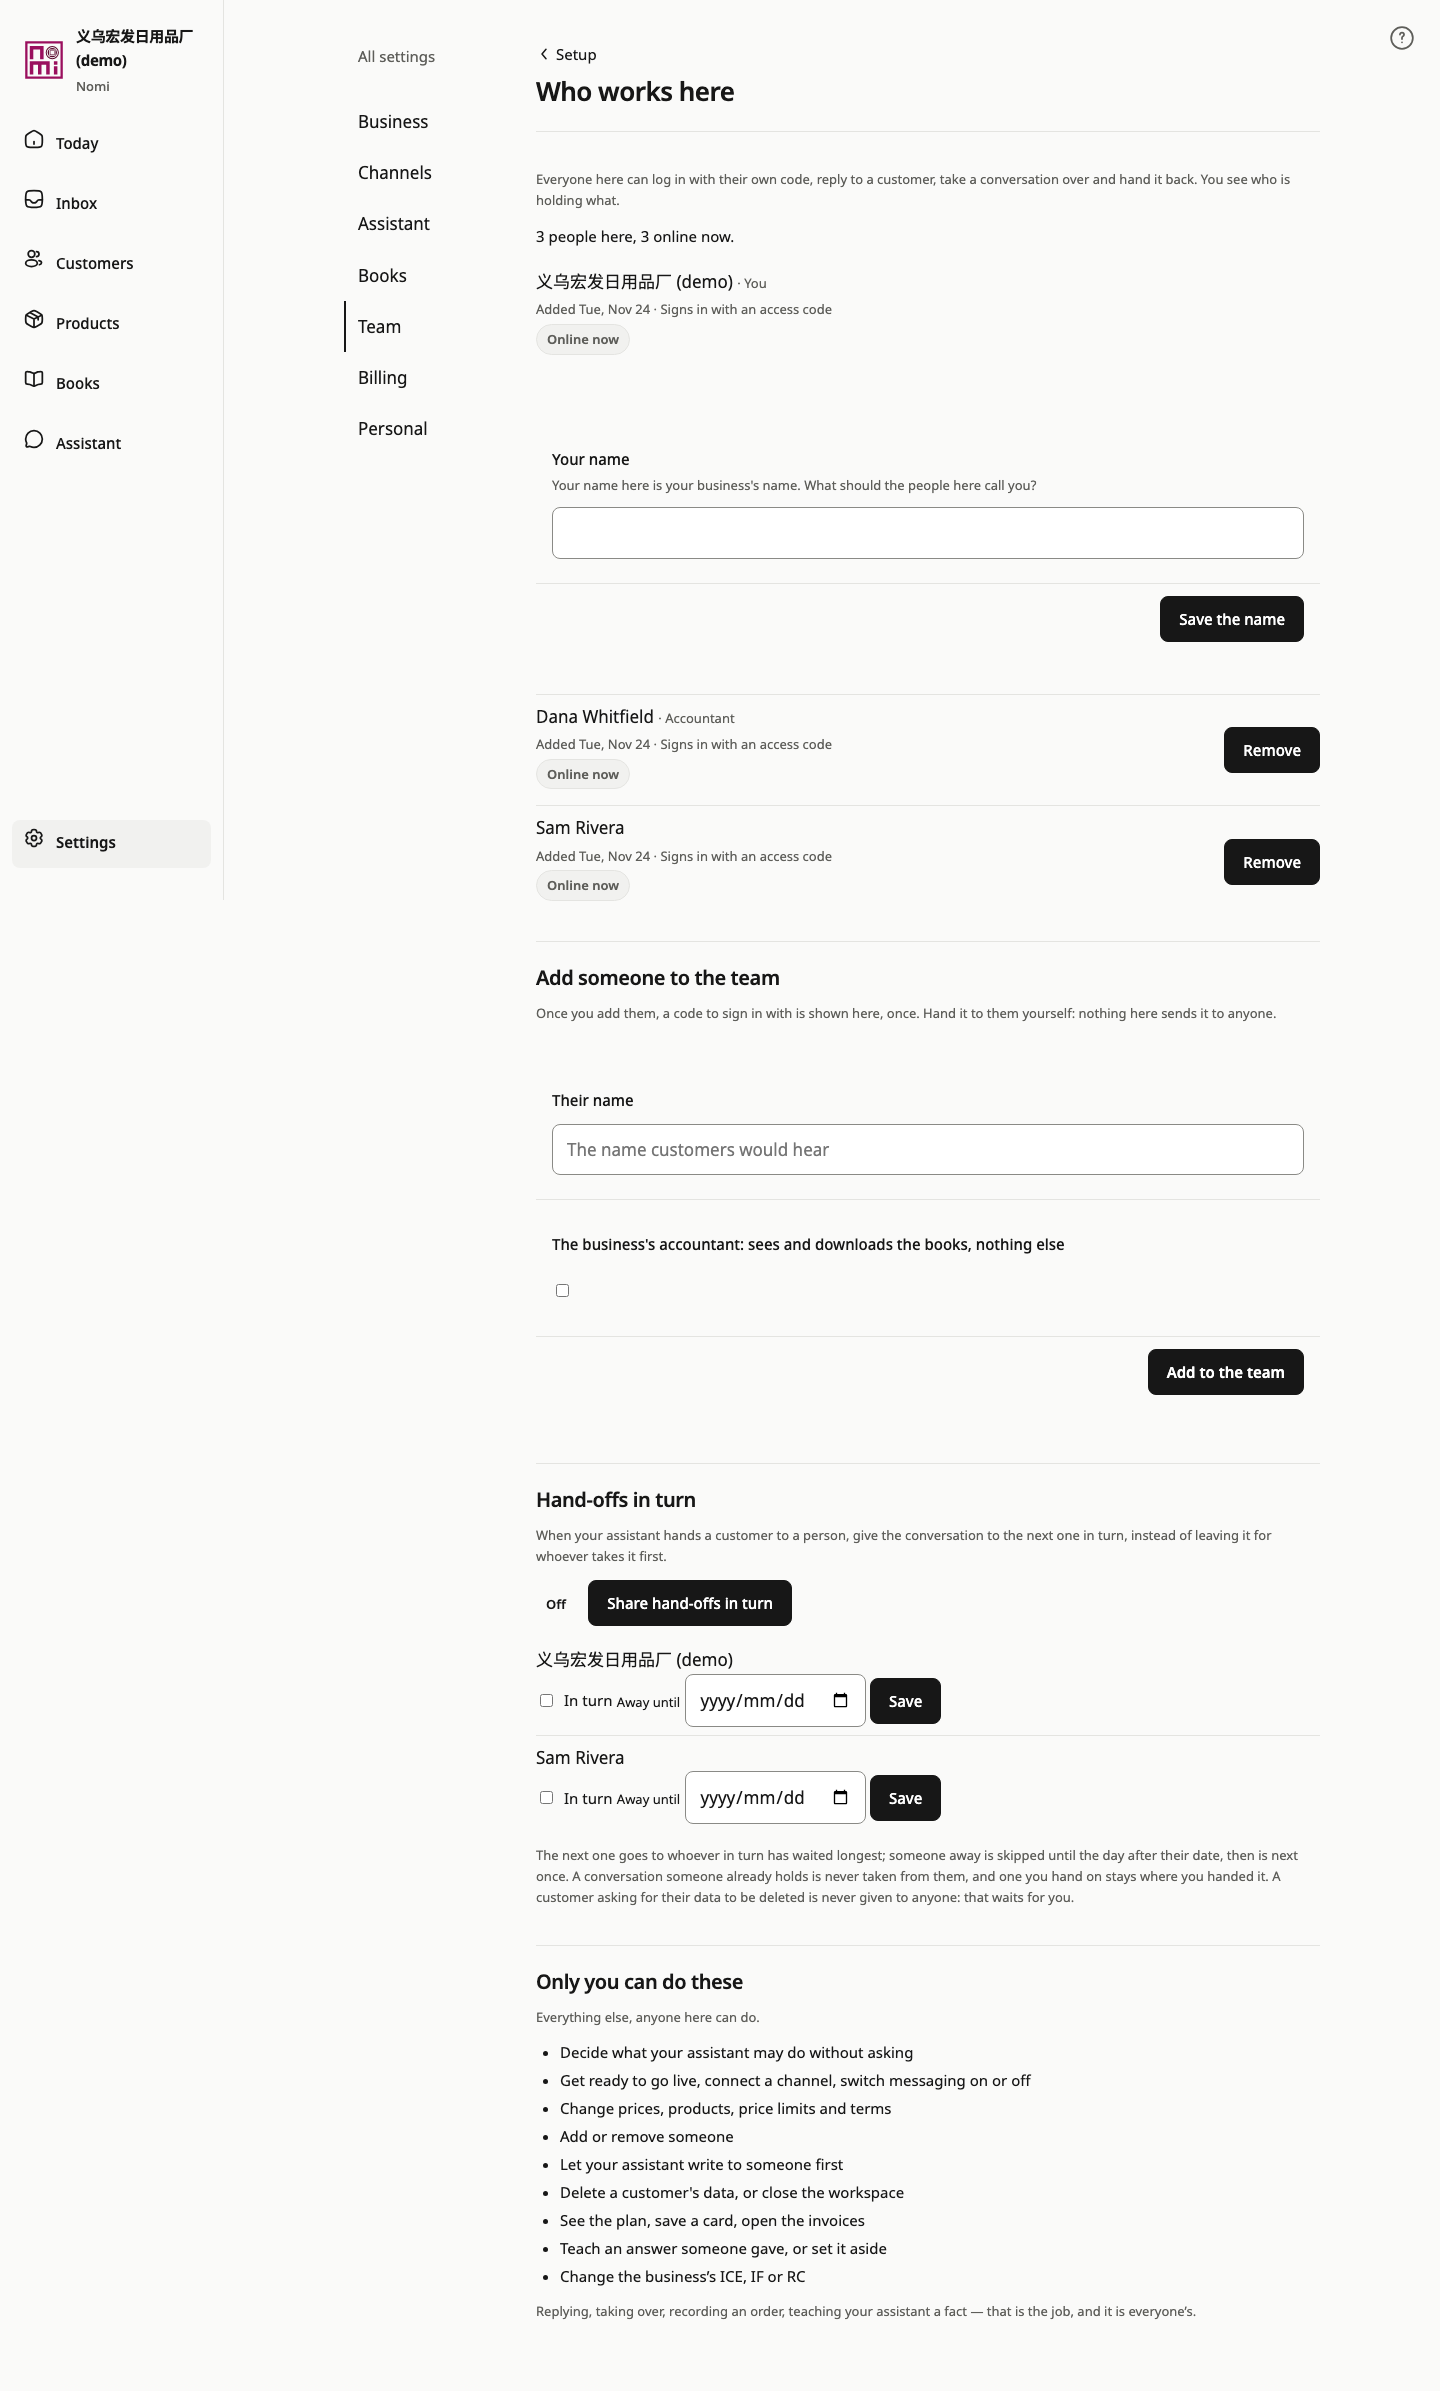 义乌宏发日用品厂
(demo)
Nomi
Today
Inbox
Customers
Products
Books
Assistant
Settings
All settings
Business
Channels
Assistant
Books
Team
Billing
Personal
Setup
Who works here
Everyone here can log in with their own code, reply to a customer, take a conversation over and hand it back. You see who is
holding what.
3 people here, 3 online now.
义乌宏发日用品厂 (demo) · You
Added Tue, Nov 24 · Signs in with an access code
Online now
Your name
Your name here is your business's name. What should the people here call you?
Save the name
Dana Whitfield · Accountant
Added Tue, Nov 24 · Signs in with an access code
Online now
Remove
Sam Rivera
Added Tue, Nov 24 · Signs in with an access code
Online now
Remove
Add someone to the team
Once you add them, a code to sign in with is shown here, once. Hand it to them yourself: nothing here sends it to anyone.
Their name
The name customers would hear
The business's accountant: sees and downloads the books, nothing else
Add to the team
Hand-offs in turn
When your assistant hands a customer to a person, give the conversation to the next one in turn, instead of leaving it for
whoever takes it first.
Off Share hand-offs in turn
义乌宏发日用品厂 (demo)
In turn Away until yyyy/mm/dd Save
Sam Rivera
In turn Away until yyyy/mm/dd Save
The next one goes to whoever in turn has waited longest; someone away is skipped until the day after their date, then is next
once. A conversation someone already holds is never taken from them, and one you hand on stays where you handed it. A
customer asking for their data to be deleted is never given to anyone: that waits for you.
Only you can do these
Everything else, anyone here can do.
• Decide what your assistant may do without asking
• Get ready to go live, connect a channel, switch messaging on or off
• Change prices, products, price limits and terms
• Add or remove someone
• Let your assistant write to someone first
• Delete a customer's data, or close the workspace
• See the plan, save a card, open the invoices
• Teach an answer someone gave, or set it aside
• Change the business’s ICE, IF or RC
Replying, taking over, recording an order, teaching your assistant a fact — that is the job, and it is everyone’s.